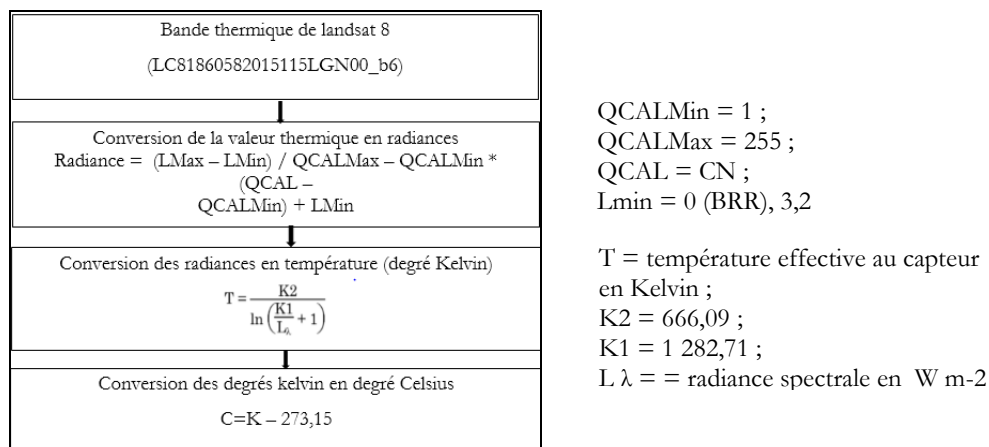 Bande thermique de landsat 8
(LC81860582015115LGN00_b6)
Conversion de la valeur thermique en radiances
Radiance = (LMax – LMin) / QCALMax – QCALMin *
(QCAL –
QCALMin) + LMin
Conversion des radiances en température (degré Kelvin)
T = K2 / ln (K1 / Lλ + 1)
Conversion des degrés kelvin en degré Celsius
C=K – 273,15
QCALMin = 1 ;
QCALMax = 255 ;
QCAL = CN ;
Lmin = 0 (BRR), 3,2
T = température effective au capteur
en Kelvin ;
K2 = 666,09 ;
K1 = 1 282,71 ;
L λ = = radiance spectrale en W m-2